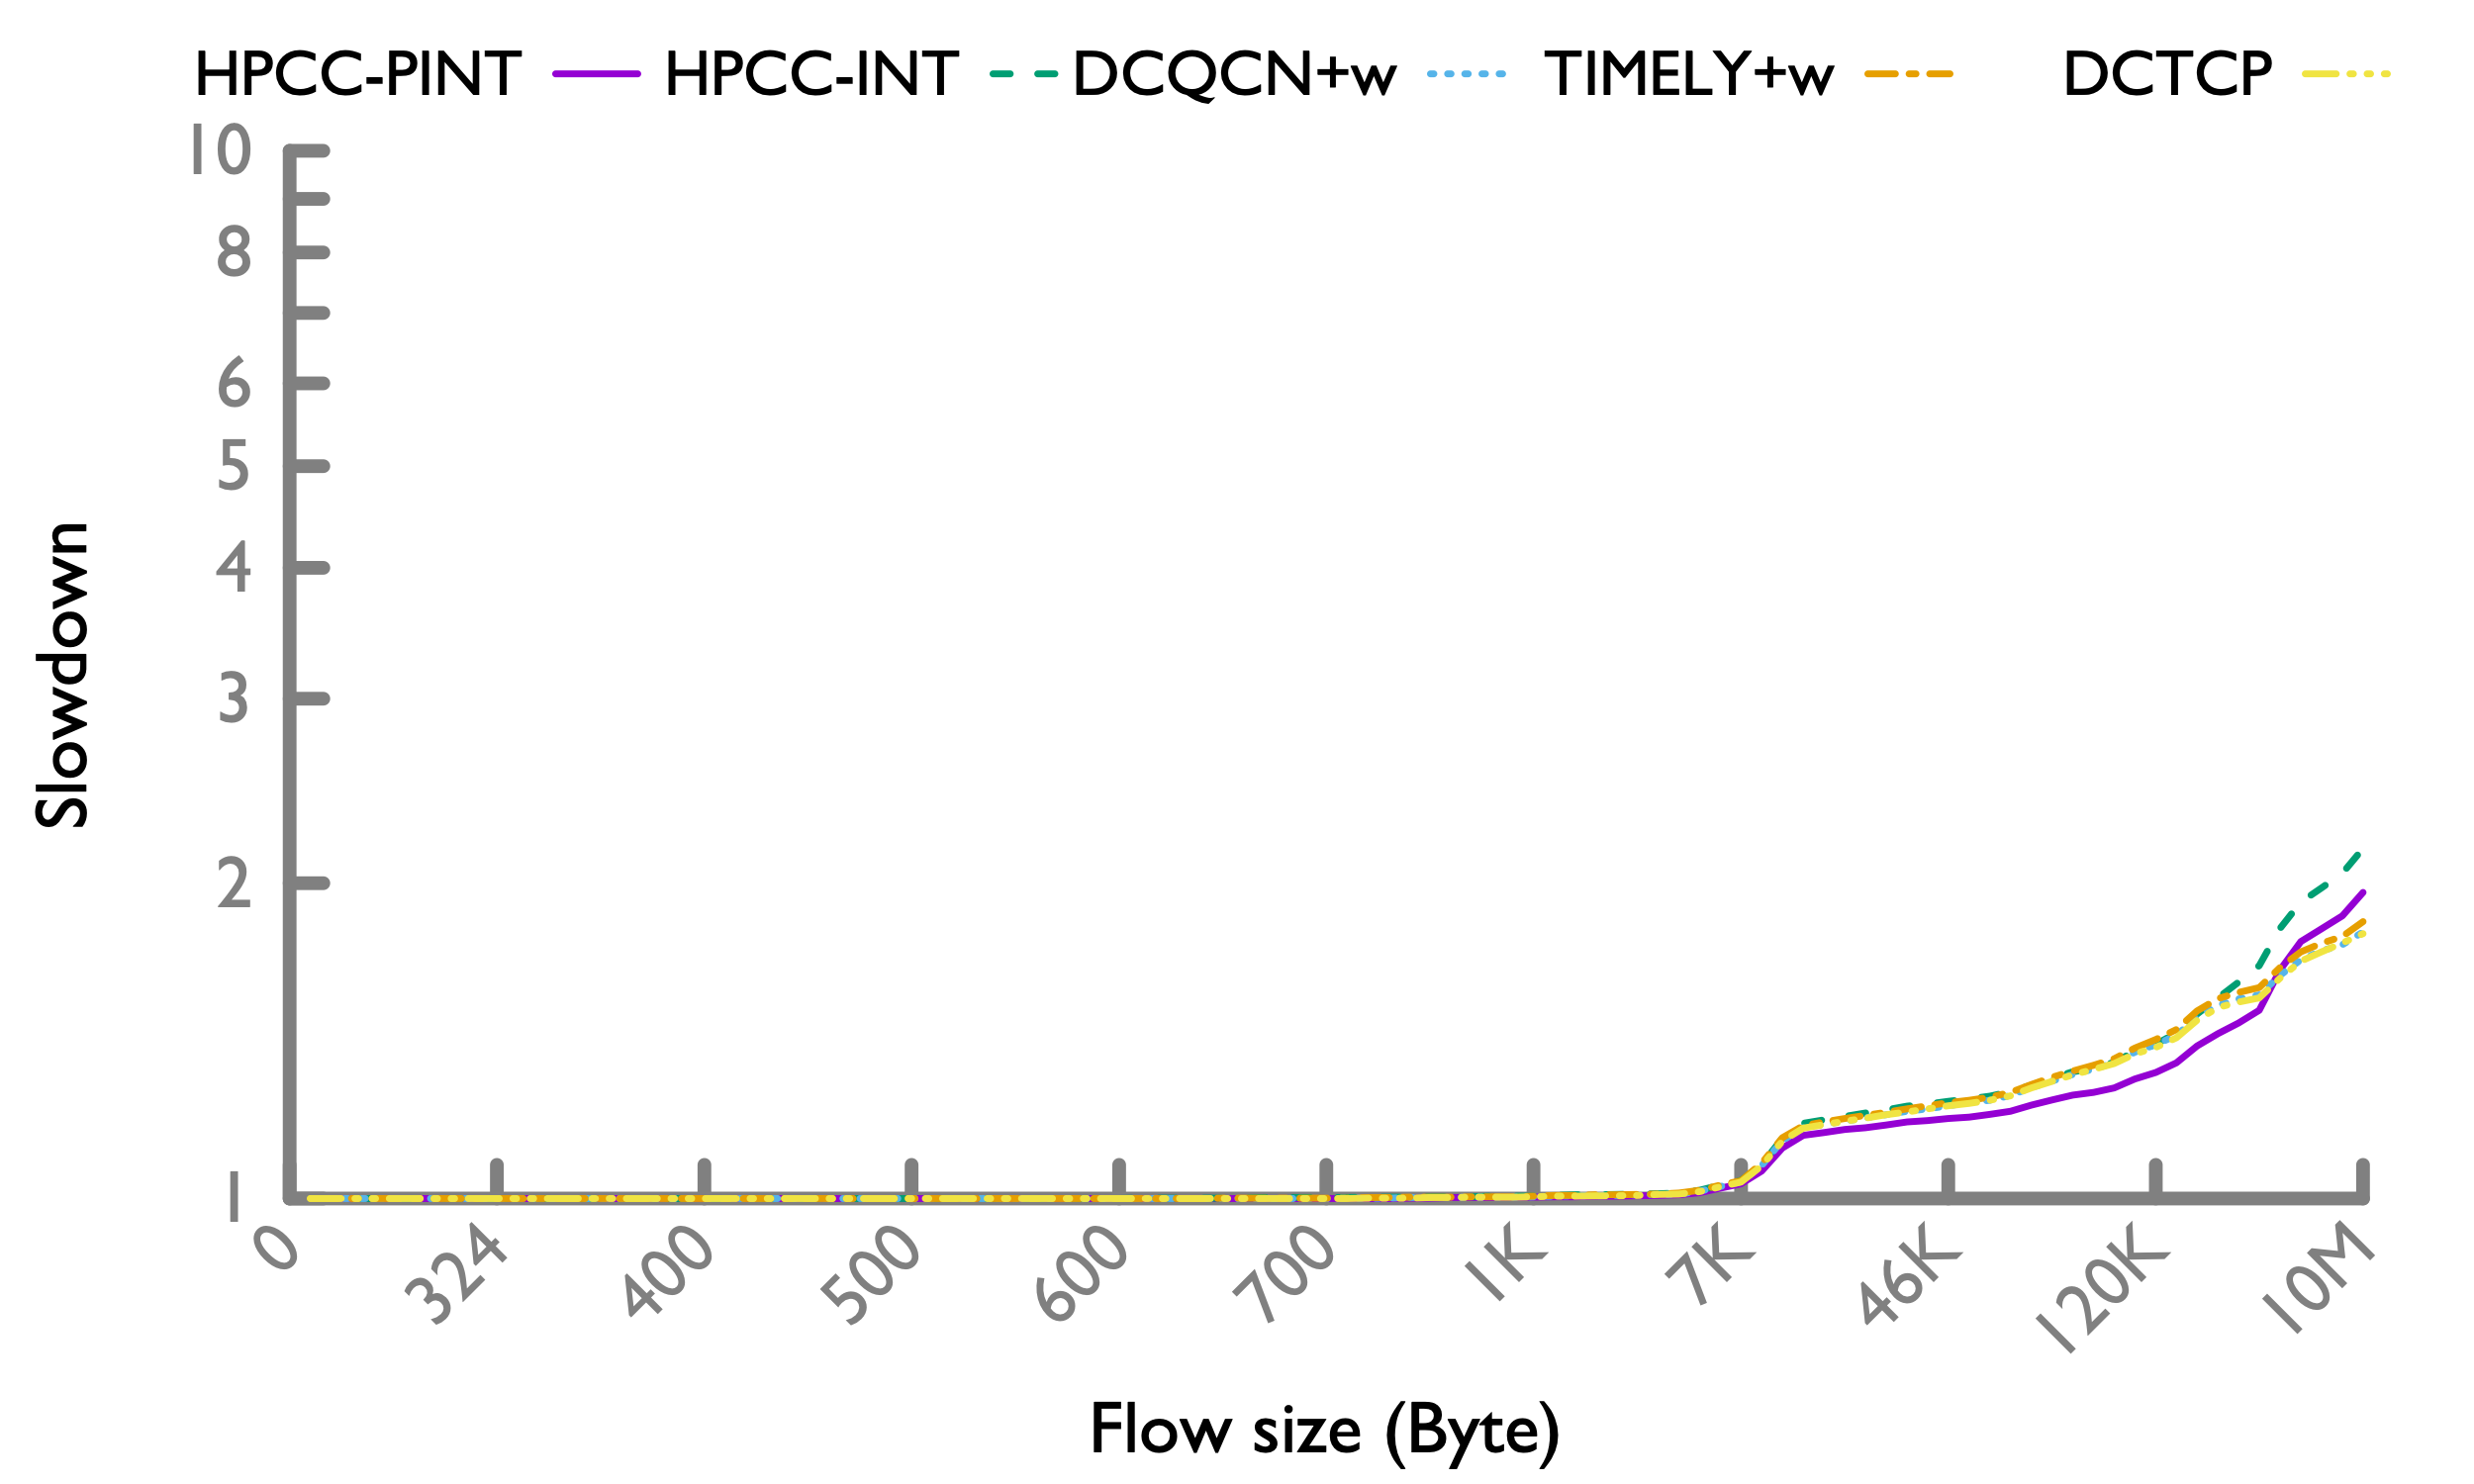 HPCC-PINT HPCC-INT DCQCN+w TIMELY+w DCTCP
10
8
6
5
4
3
2
1
Slowdown
0 324 400 500 600 700 1K 7K 46K 120K 10M
Flow size (Byte)